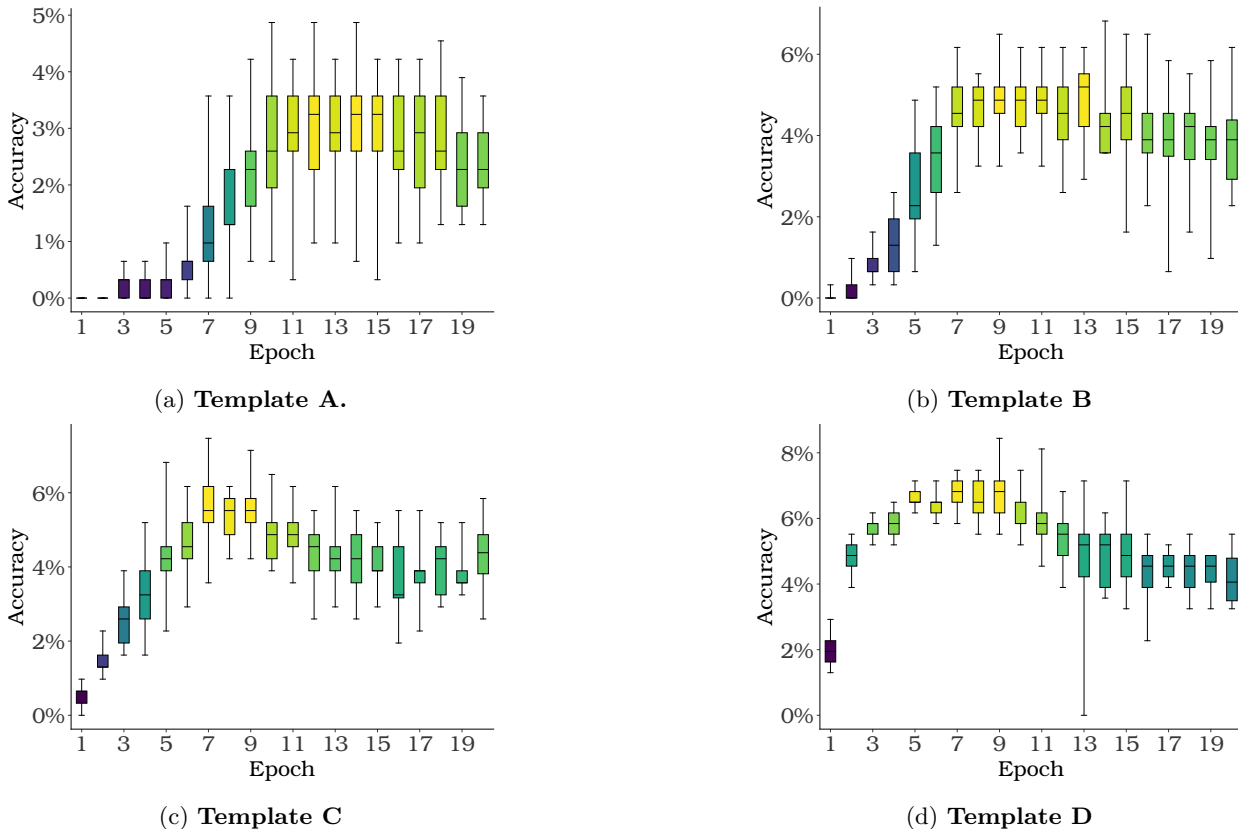 5%
4%
3%
2%
1%
0%
Accuracy
1 3 5 7 9 11 13 15 17 19
Epoch
(a) Template A.
6%
4%
2%
0%
Accuracy
1 3 5 7 9 11 13 15 17 19
Epoch
(b) Template B
6%
4%
2%
0%
Accuracy
1 3 5 7 9 11 13 15 17 19
Epoch
(c) Template C
8%
6%
4%
2%
0%
Accuracy
1 3 5 7 9 11 13 15 17 19
Epoch
(d) Template D